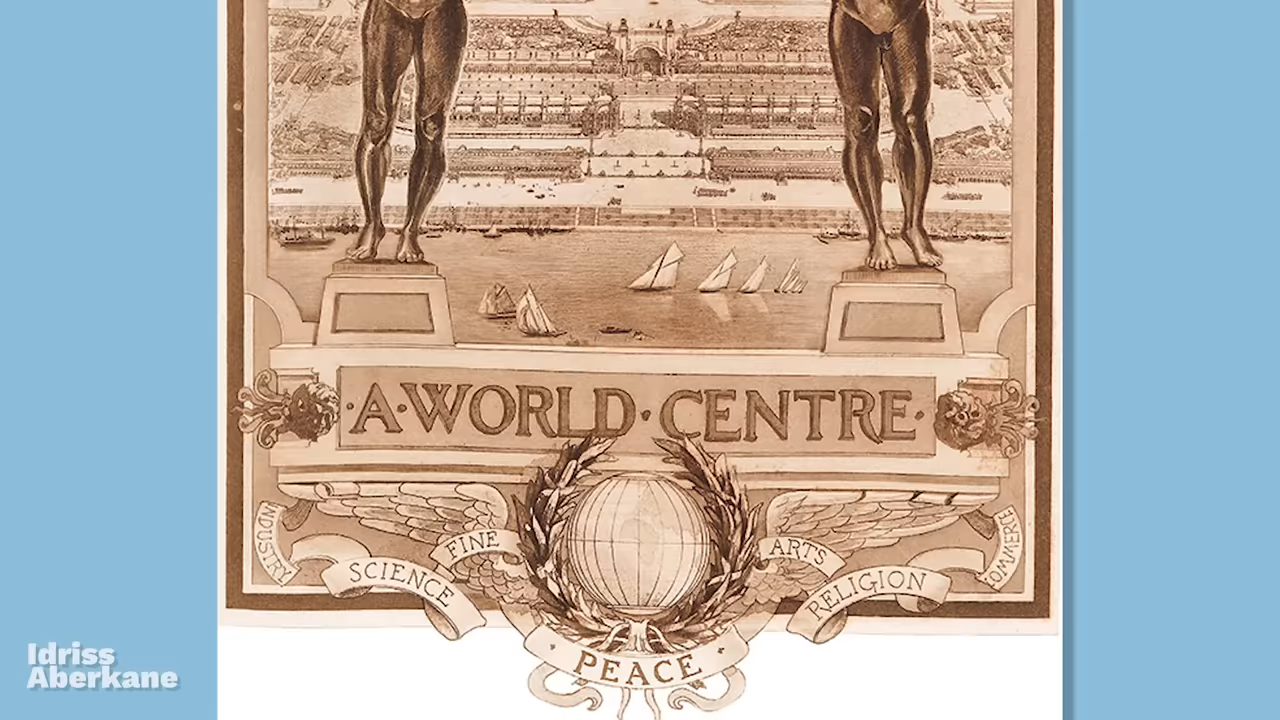 ·A·WORLD·CENTRE·
INDUSTRY
SCIENCE
FINE
ARTS
RELIGION
COMMERCE
PEACE
Idriss
Aberkane